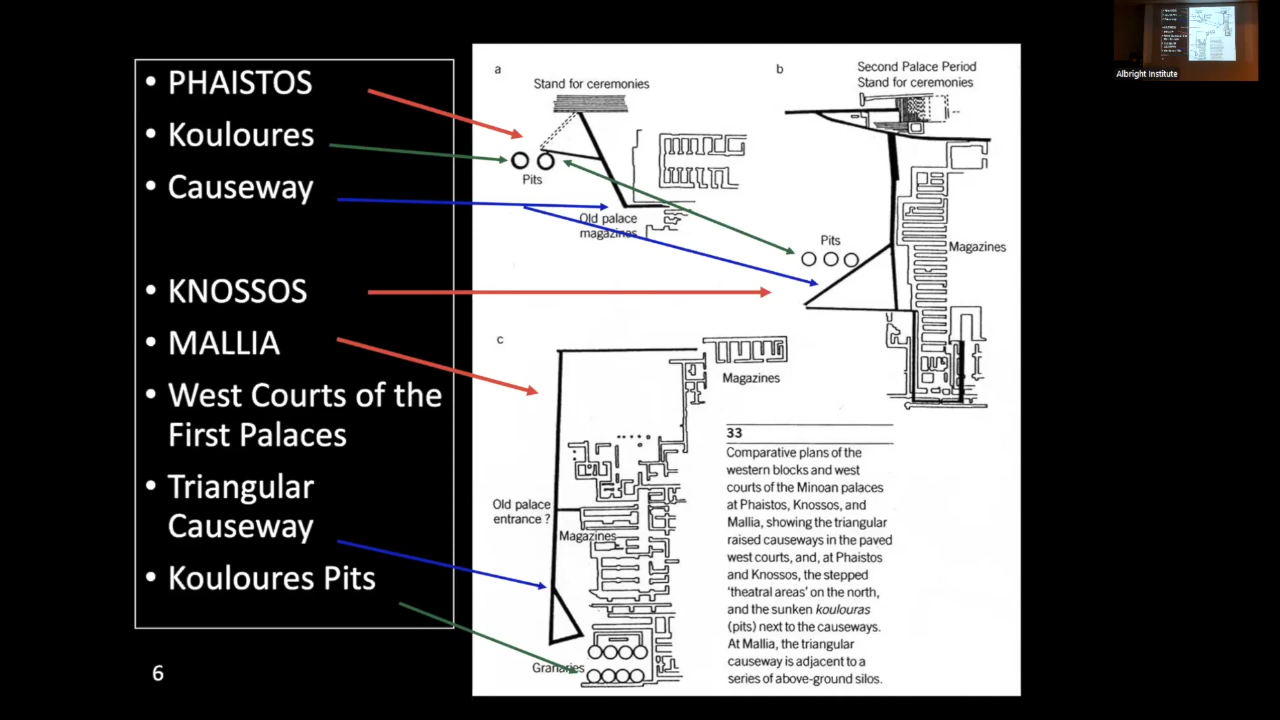 • PHAISTOS
• Kouloures
• Causeway
• KNOSSOS
• MALLIA
• West Courts of the
First Palaces
• Triangular
Causeway
• Kouloures Pits
6
a
Stand for ceremonies
Pits
Old palace
magazines
b
Second Palace Period
Stand for ceremonies
Pits
Magazines
c
Magazines
Old palace
entrance ?
Magazines
Granaries
33
Comparative plans of the
western blocks and west
courts of the Minoan palaces
at Phaistos, Knossos, and
Mallia, showing the triangular
raised causeways in the paved
west courts, and, at Phaistos
and Knossos, the stepped
'theatral areas' on the north,
and the sunken koulouras
(pits) next to the causeways.
At Mallia, the triangular
causeway is adjacent to a
series of above-ground silos.
Albright Institute